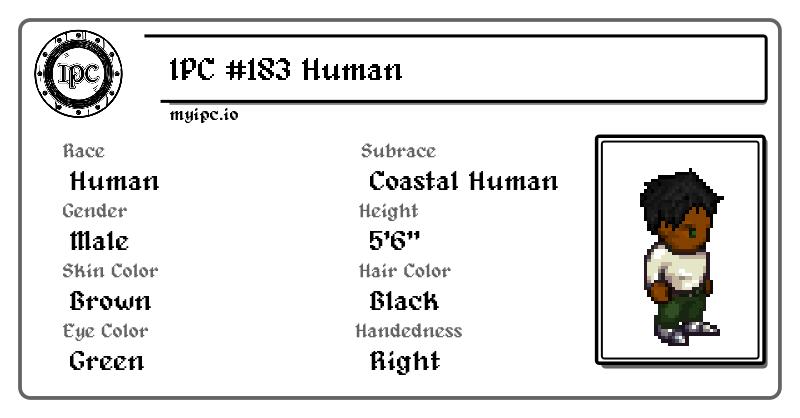 IPC
IPC #183 Human
myipc.io
Race
Human
Subrace
Coastal Human
Gender
Male
Height
5'6"
Skin Color
Brown
Hair Color
Black
Eye Color
Green
Handedness
Right